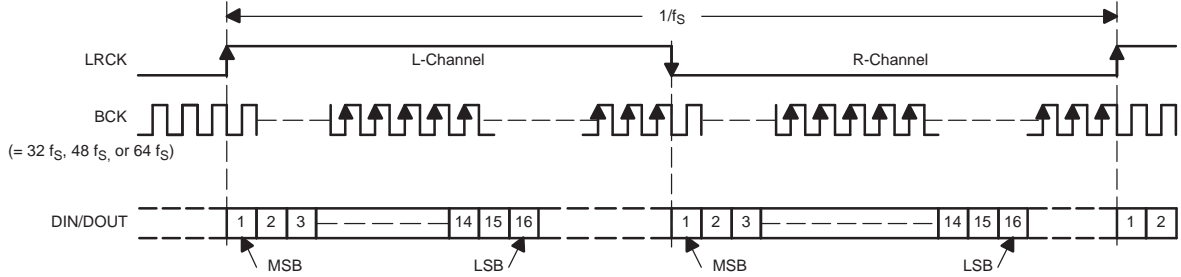 1/fS
LRCK
L-Channel
R-Channel
BCK
(= 32 fS, 48 fS, or 64 fS)
DIN/DOUT
1 2 3 14 15 16 1 2 3 14 15 16 1 2
MSB LSB MSB LSB